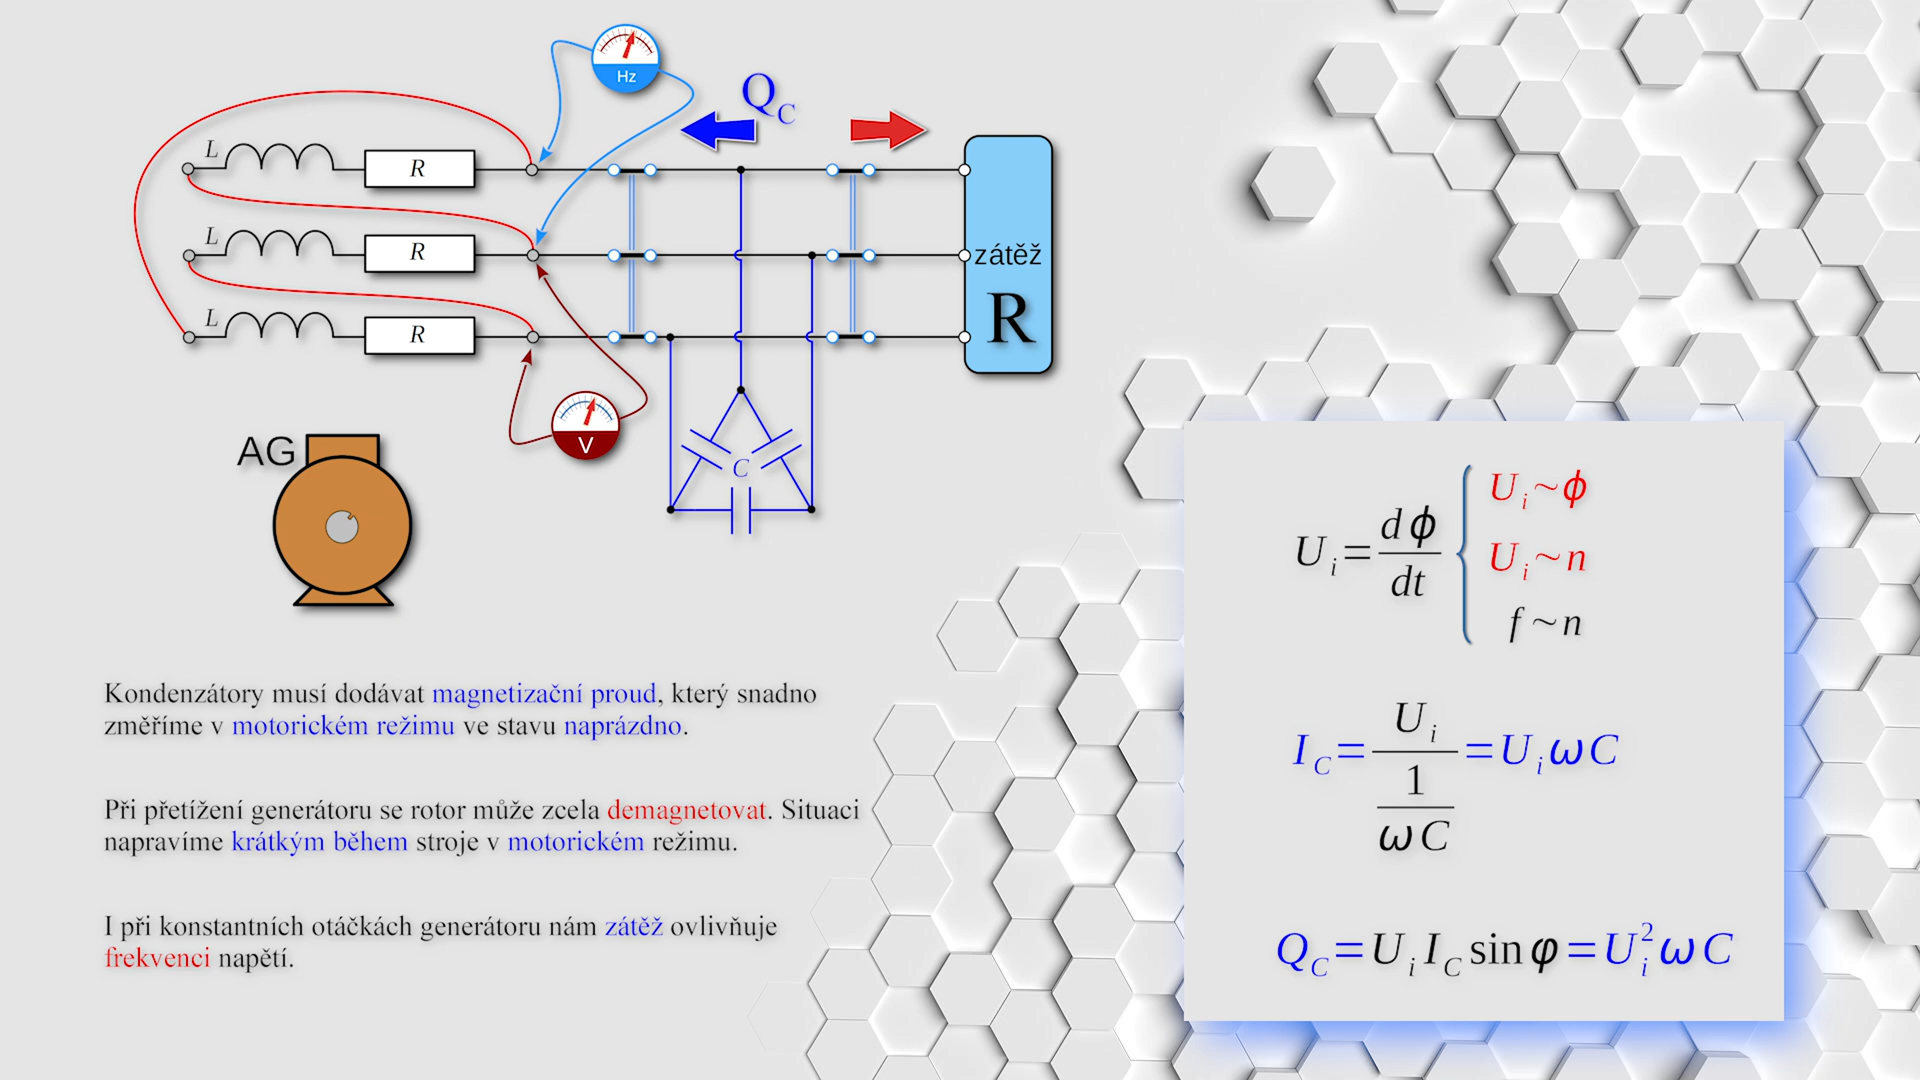 Hz
Q_C
L
R
L
R
zátěž
R
L
R
V
C
AG
U_i = dϕ/dt
U_i ~ ϕ
U_i ~ n
f ~ n
Kondenzátory musí dodávat magnetizační proud, který snadno
změříme v motorickém režimu ve stavu naprázdno.
Při přetížení generátoru se rotor může zcela demagnetovat. Situaci
napravíme krátkým během stroje v motorickém režimu.
I při konstantních otáčkách generátoru nám zátěž ovlivňuje
frekvenci napětí.
I_C = U_i / (1/(ωC)) = U_i ωC
Q_C = U_i I_C sin φ = U_i^2 ωC